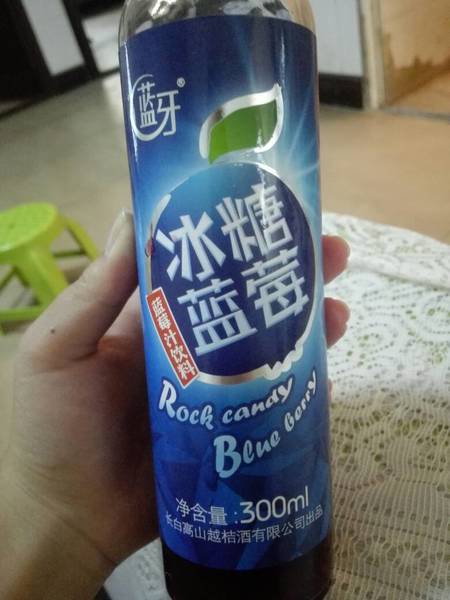 蓝牙®
冰糖
蓝莓
蓝莓汁饮料
Rock candy
Blue berry
净含量:300ml
长白高山越桔酒有限公司出品